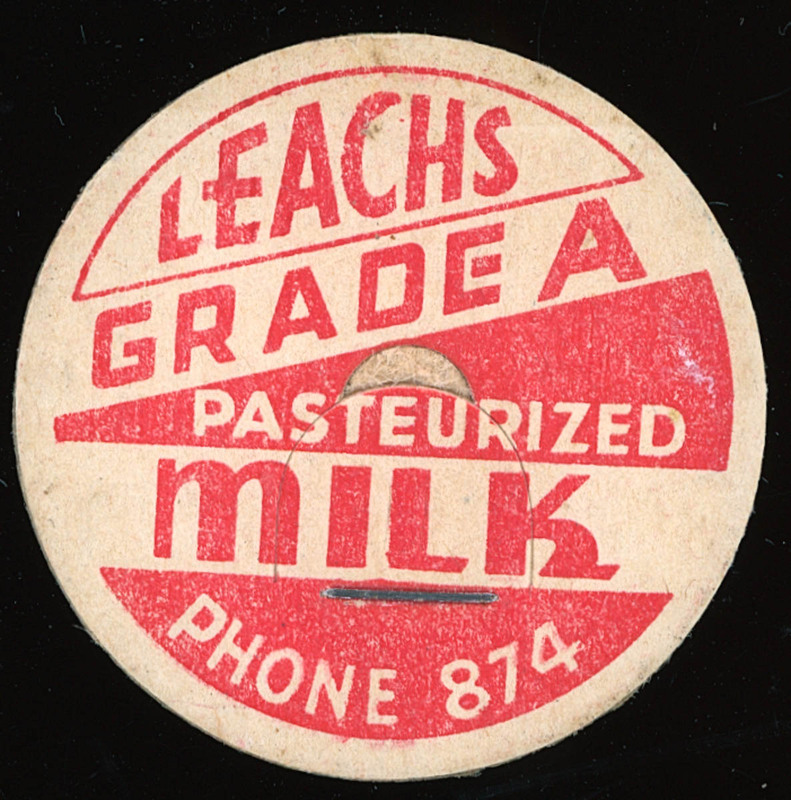 LEACHS
GRADE A
PASTEURIZED
MILK
PHONE 874